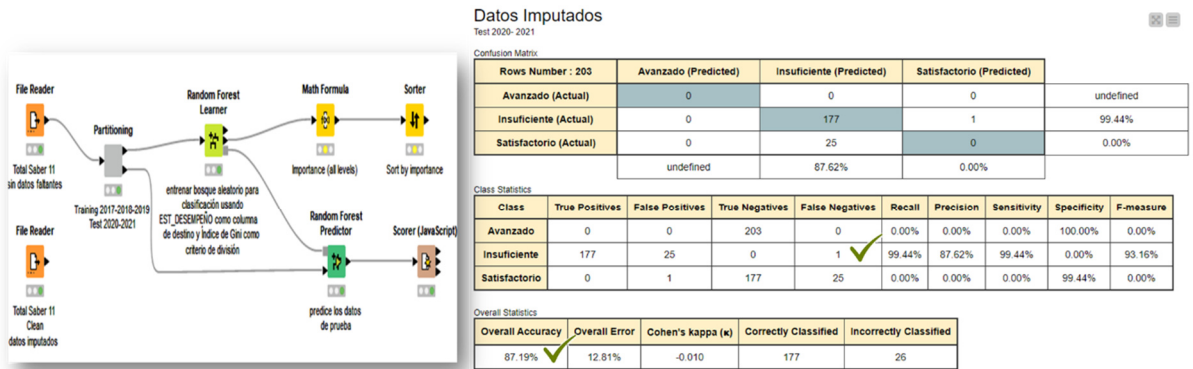 File Reader
Total Saber 11
sin datos faltantes
Partitioning
Training 2017-2018-2019
Test 2020-2021
Random Forest
Learner
entrenar bosque aleatorio para
clasificación usando
EST_DESEMPEÑO como columna
de destino y Índice de Gini como
criterio de división
Math Formula
Importance (all levels)
Sorter
Sort by importance
File Reader
Total Saber 11
Clean
datos imputados
Random Forest
Predictor
predice los datos
de prueba
Scorer (JavaScript)
Datos Imputados
Test 2020- 2021
Confusion Matrix
Rows Number : 203 Avanzado (Predicted) Insuficiente (Predicted) Satisfactorio (Predicted)
Avanzado (Actual) 0 0 0 undefined
Insuficiente (Actual) 0 177 1 99.44%
Satisfactorio (Actual) 0 25 0 0.00%
undefined 87.62% 0.00%
Class Statistics
Class True Positives False Positives True Negatives False Negatives Recall Precision Sensitivity Specificity F-measure
Avanzado 0 0 203 0 0.00% 0.00% 0.00% 100.00% 0.00%
Insuficiente 177 25 0 1 99.44% 87.62% 99.44% 0.00% 93.16%
Satisfactorio 0 1 177 25 0.00% 0.00% 0.00% 99.44% 0.00%
Overall Statistics
Overall Accuracy Overall Error Cohen's kappa (κ) Correctly Classified Incorrectly Classified
87.19% 12.81% -0.010 177 26